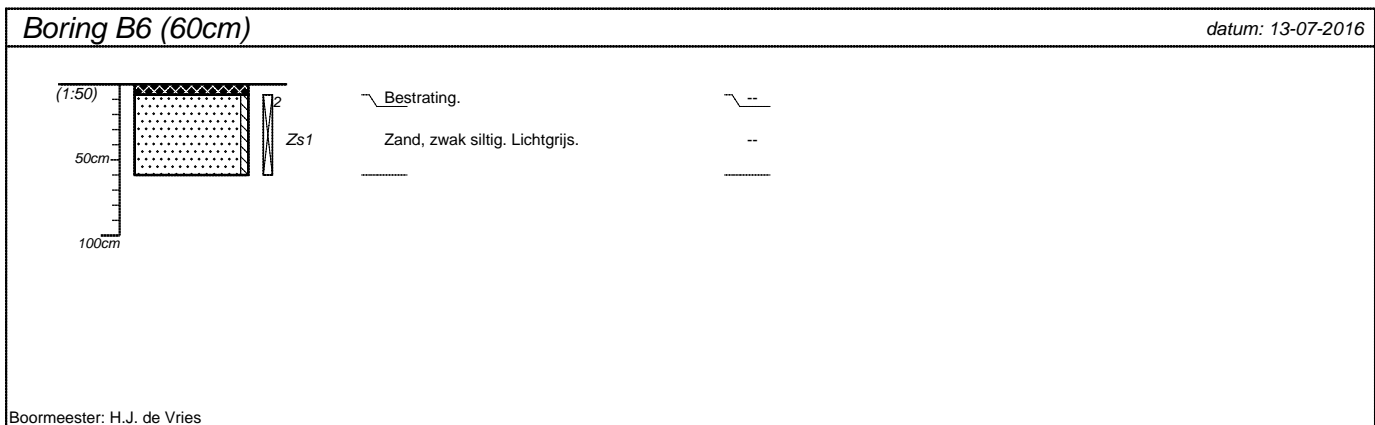 Boring B6 (60cm)
datum: 13-07-2016
(1:50)
2
Bestrating.
--
Zs1
Zand, zwak siltig. Lichtgrijs.
--
50cm
100cm
Boormeester: H.J. de Vries